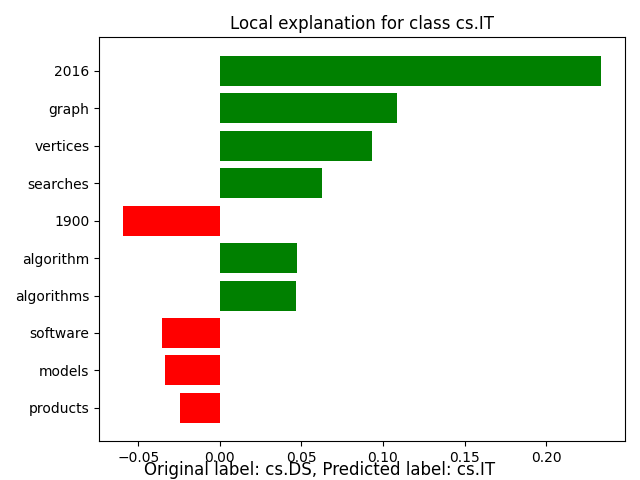 Local explanation for class cs.IT
2016
graph
vertices
searches
1900
algorithm
algorithms
software
models
products
−0.05 0.00 0.05 0.10 0.15 0.20
Original label: cs.DS, Predicted label: cs.IT